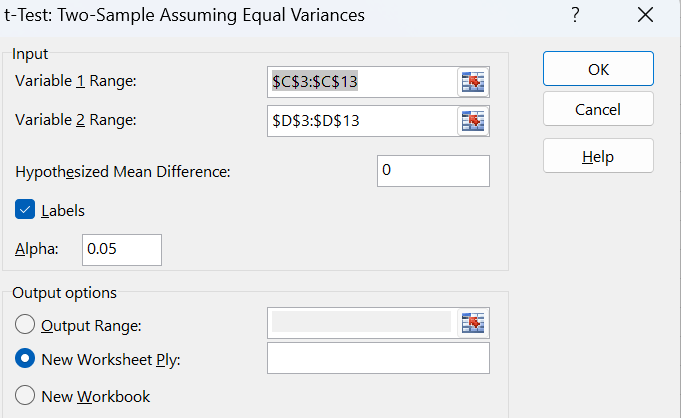 t-Test: Two-Sample Assuming Equal Variances ?
Input
Variable 1 Range: $C$3:$C$13
Variable 2 Range: $D$3:$D$13
Hypothesized Mean Difference: 0
Labels
Alpha: 0.05
OK
Cancel
Help
Output options
Output Range:
New Worksheet Ply:
New Workbook